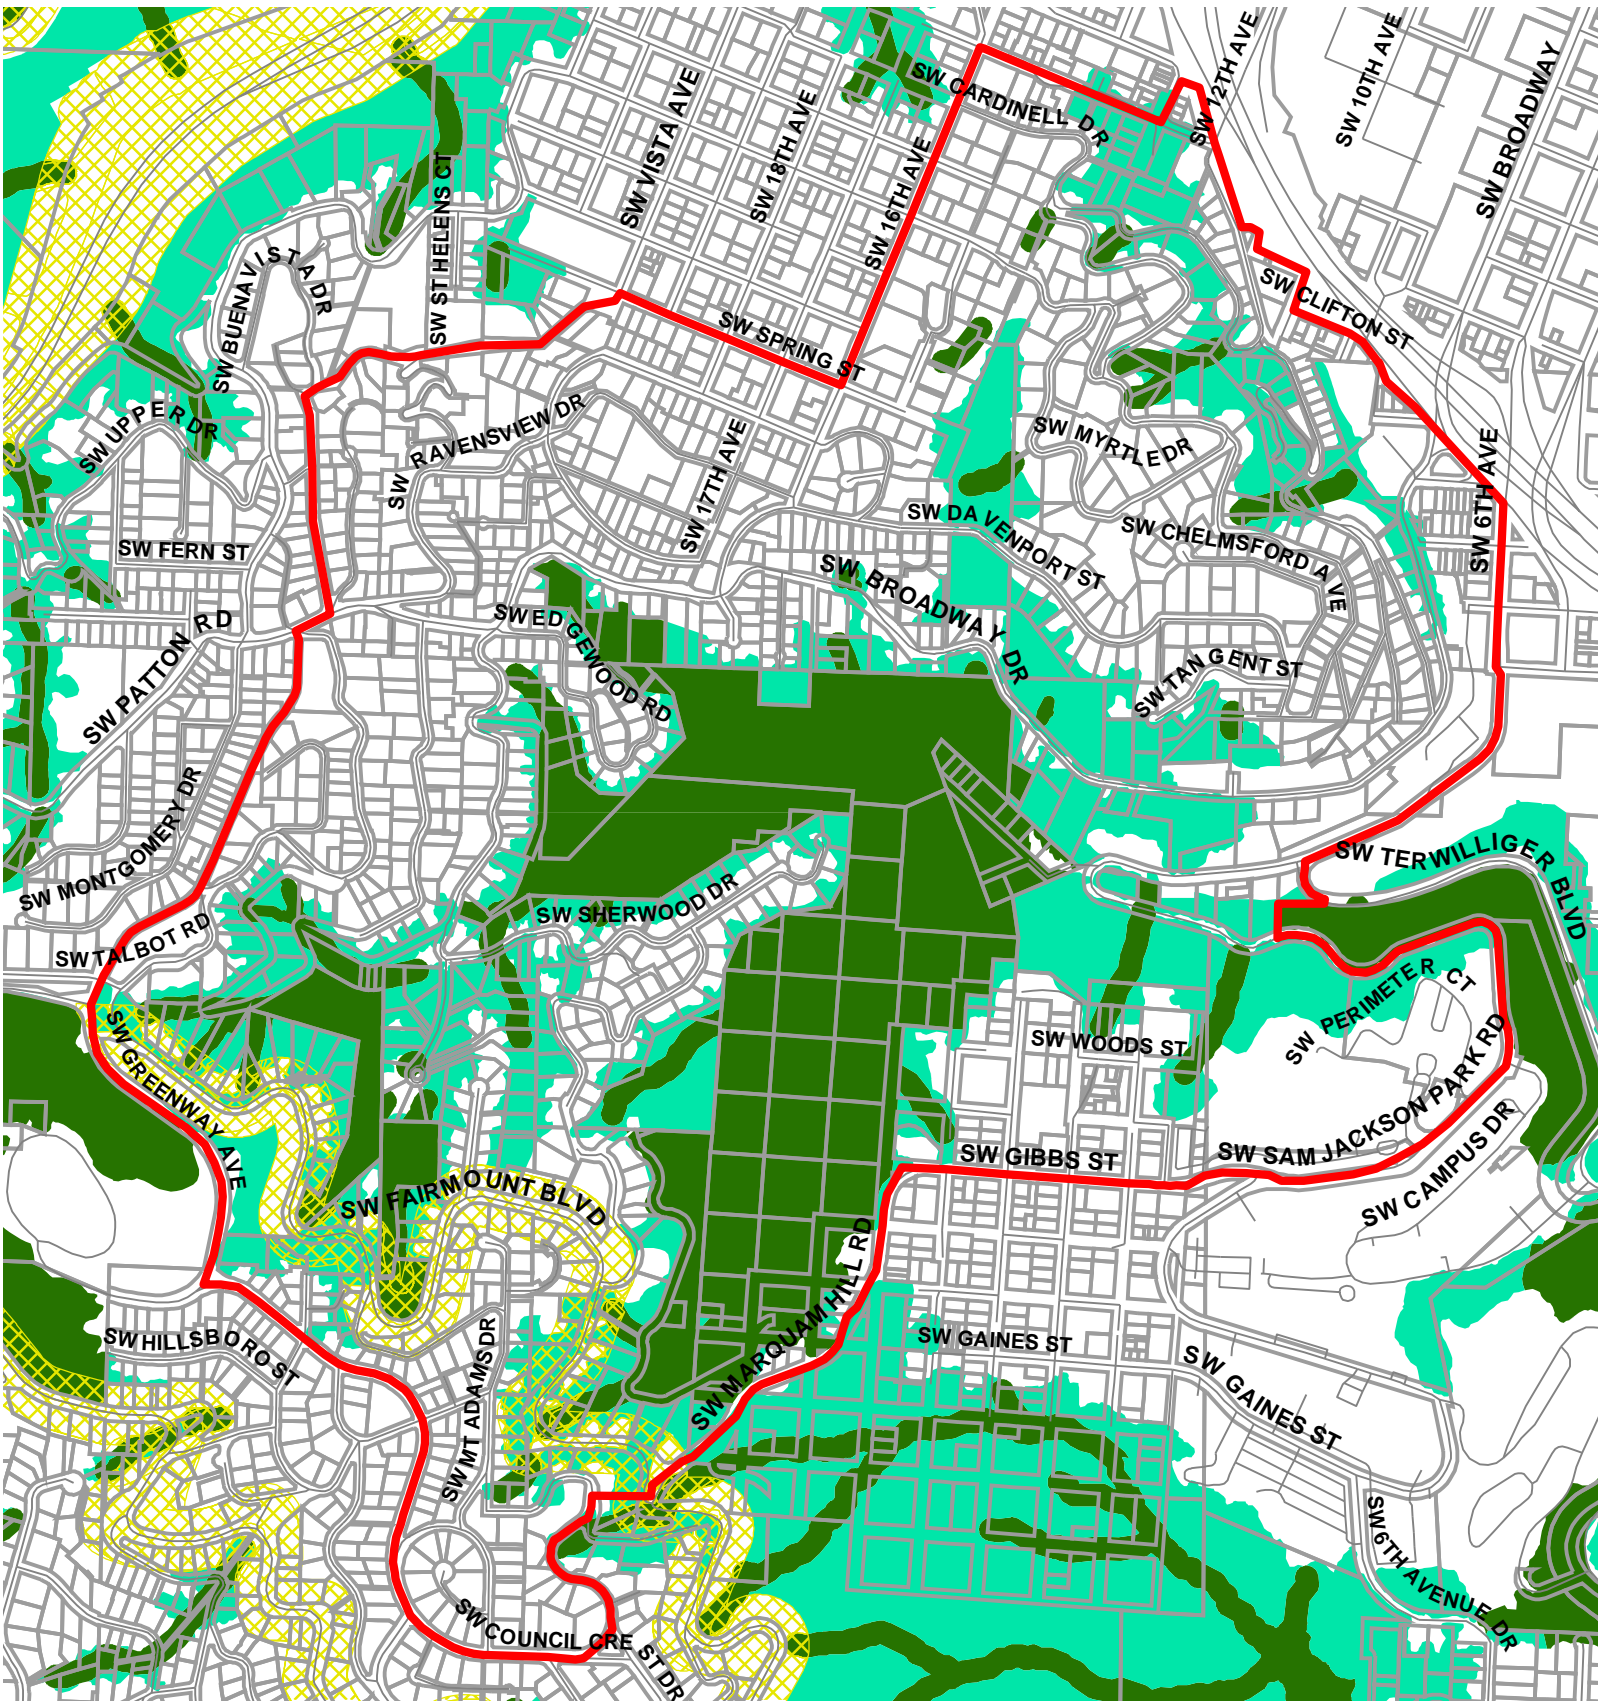 SW 12TH AVE
SW 10TH AVE
SW BROADWAY
SW CARDINELL DR
SW VISTA AVE
SW 18TH AVE
SW 16TH AVE
SW ST HELENS CT
SW BUENA VISTA DR
SW CLIFTON ST
SW SPRING ST
SW UPPER DR
SW RAVENSVIEW DR
SW 17TH AVE
SW MYRTLE DR
SW 6TH AVE
SW FERN ST
SW DAVENPORT ST
SW CHELMSFORD AVE
SW BROADWAY DR
SW EDGEWOOD RD
SW PATTON RD
SW TANGENT ST
SW MONTGOMERY DR
SW TERWILLIGER BLVD
SW SHERWOOD DR
SW TALBOT RD
SW PERIMETER CT
SW WOODS ST
SW GREENWAY AVE
SW SAM JACKSON PARK RD
SW GIBBS ST
SW CAMPUS DR
SW FAIRMOUNT BLVD
SW MARQUAM HILL RD
SW HILLSBORO ST
SW MT ADAMS DR
SW GAINES ST
SW GAINES ST
SW 6TH AVENUE DR
SW COUNCIL CREST DR